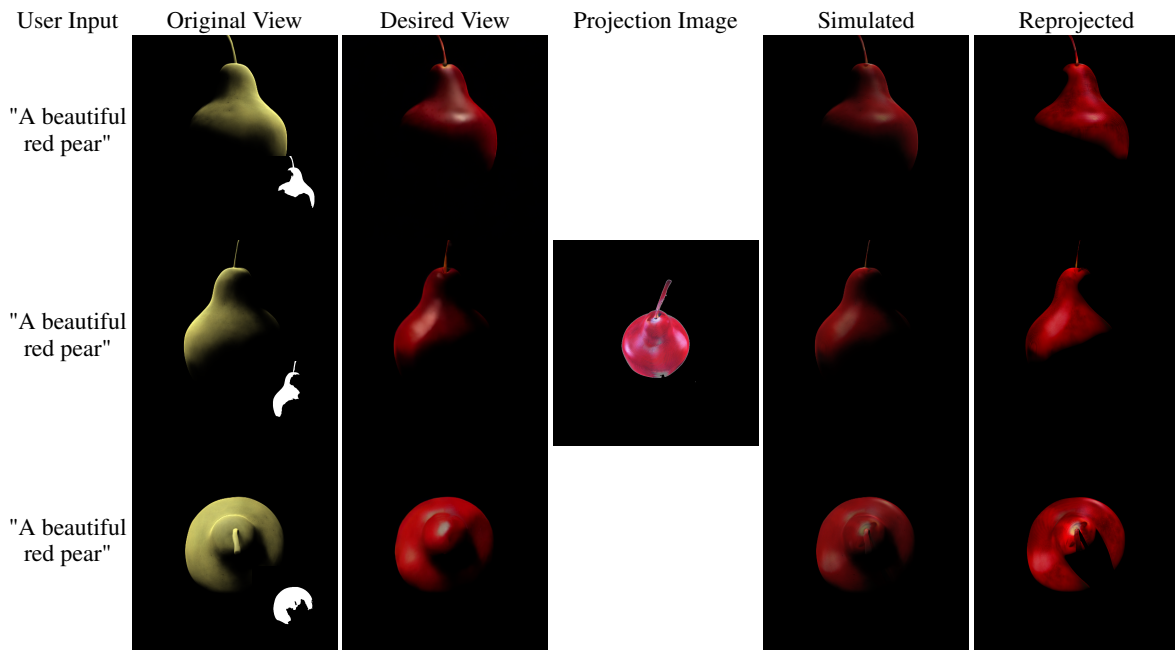 User Input Original View Desired View Projection Image Simulated Reprojected
"A beautiful
red pear"
"A beautiful
red pear"
"A beautiful
red pear"